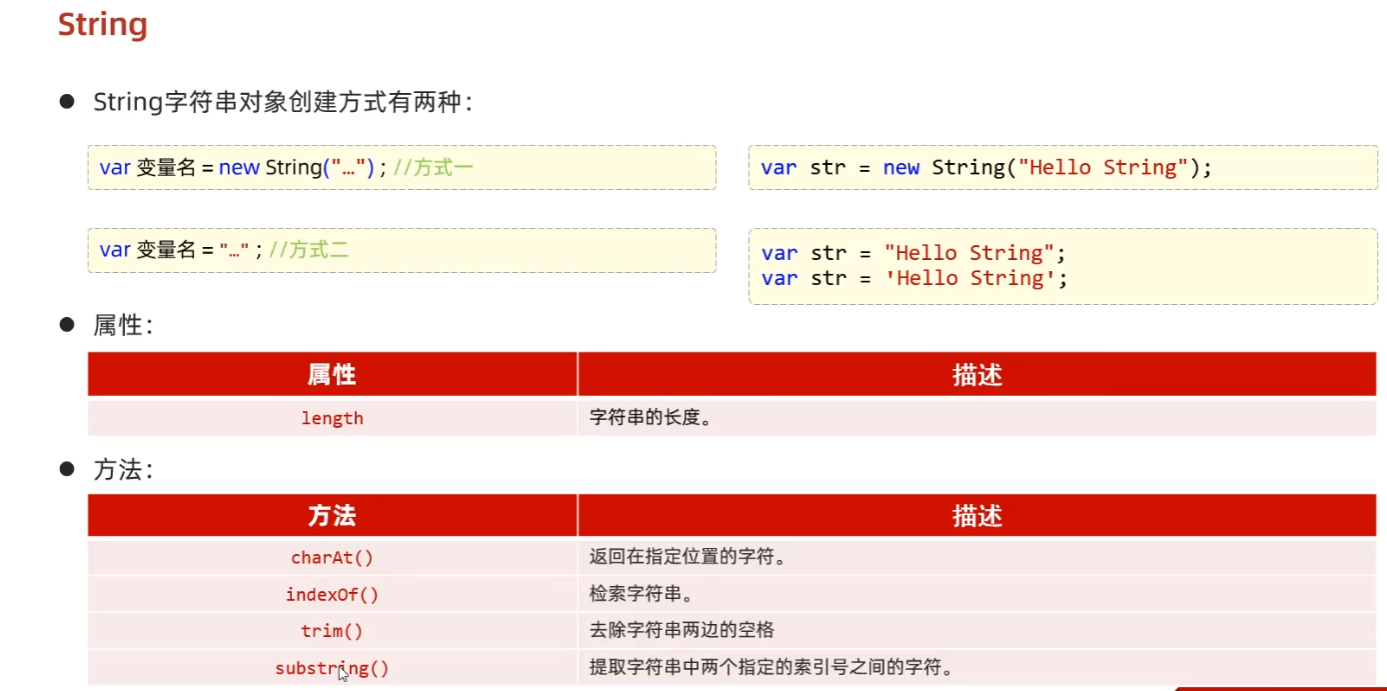 String
String字符串对象创建方式有两种：
var 变量名 = new String("…") ; //方式一
var str = new String("Hello String");
var 变量名 = "…" ; //方式二
var str = "Hello String";
var str = 'Hello String';
属性：
属性 描述
length 字符串的长度。
方法：
方法 描述
charAt() 返回在指定位置的字符。
indexOf() 检索字符串。
trim() 去除字符串两边的空格
substring() 提取字符串中两个指定的索引号之间的字符。